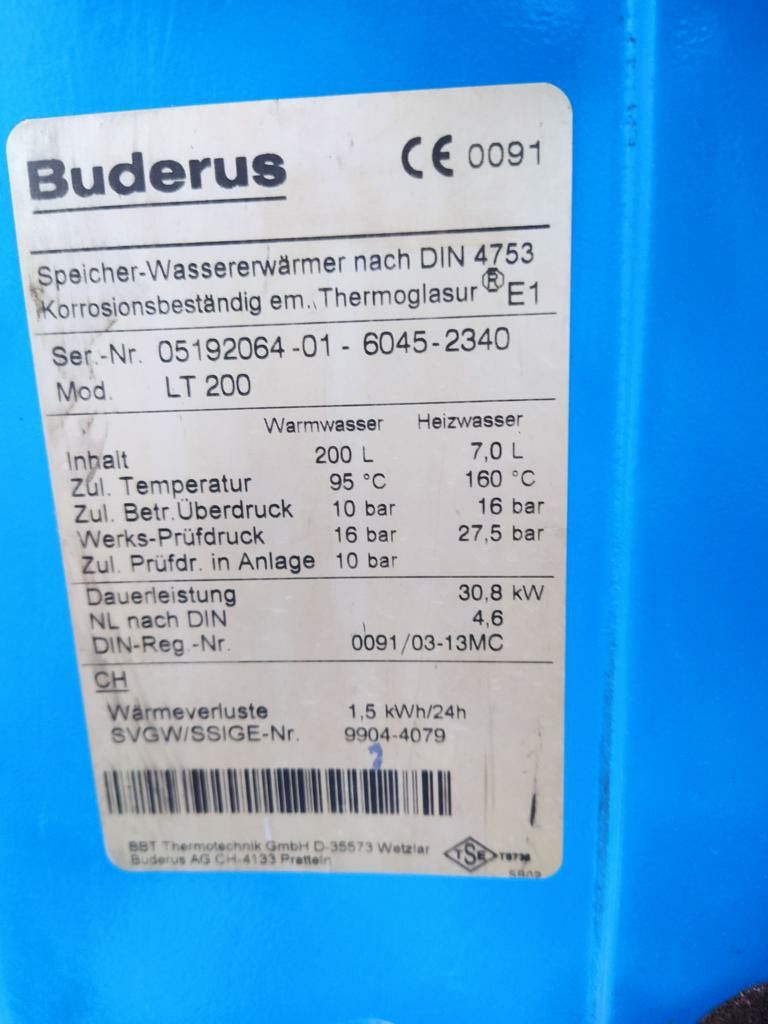 Buderus
CE 0091
Speicher-Wassererwärmer nach DIN 4753
Korrosionsbeständig em. Thermoglasur® E1
Ser.-Nr. 05192064-01 - 6045-2340
Mod. LT 200
Warmwasser Heizwasser
Inhalt 200 L 7,0 L
Zul. Temperatur 95 °C 160 °C
Zul. Betr.Überdruck 10 bar 16 bar
Werks-Prüfdruck 16 bar 27,5 bar
Zul. Prüfdr. in Anlage 10 bar
Dauerleistung 30,8 kW
NL nach DIN 4,6
DIN-Reg.-Nr. 0091/03-13MC
CH
Wärmeverluste 1,5 kWh/24h
SVGW/SSIGE-Nr. 9904-4079
BBT Thermotechnik GmbH D-35573 Wetzlar
Buderus AG CH-4133 Pratteln
TSE